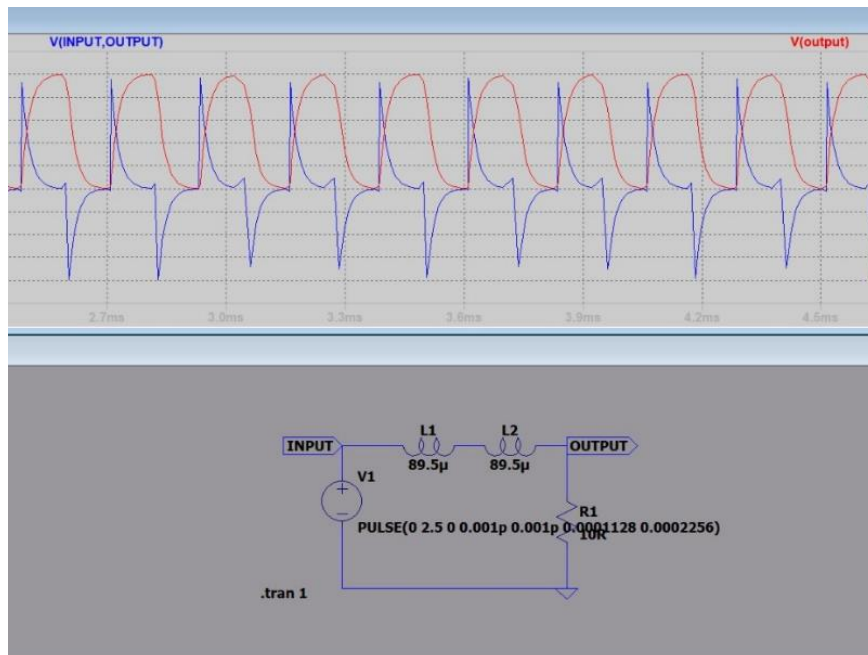 V(INPUT,OUTPUT) V(output)
2.7ms 3.0ms 3.3ms 3.6ms 3.9ms 4.2ms 4.5ms
L1 L2
INPUT OUTPUT
89.5µ 89.5µ
V1
R1
PULSE(0 2.5 0 0.001p 0.001p 0.0001128 0.0002256)
10R
.tran 1